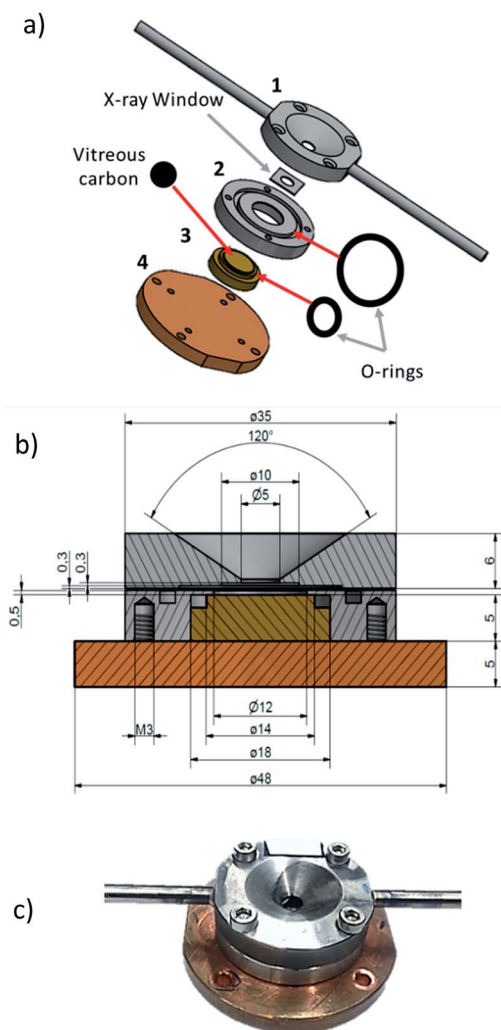 a)
1
X-ray Window
Vitreous
carbon
2
3
4
O-rings
b)
ø35
120°
ø10
Ø5
0.3
0.3
0,5
6
5
5
Ø12
M3
ø14
ø18
ø48
c)